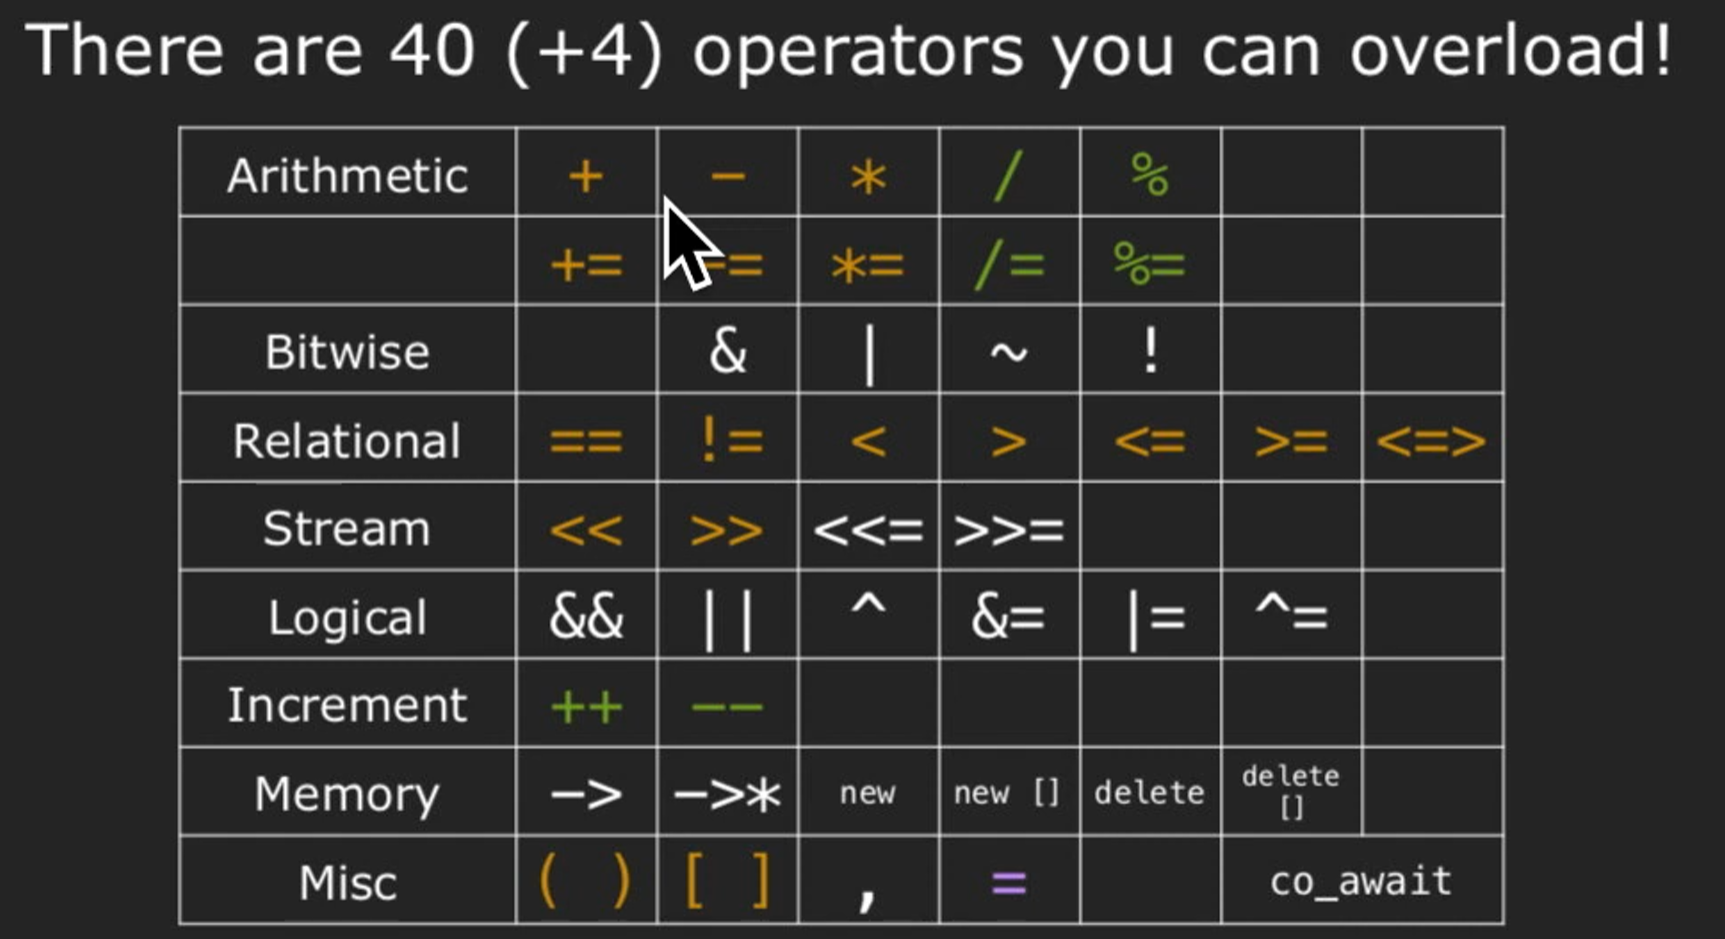 There are 40 (+4) operators you can overload!
Arithmetic + − * / %
+= = *= /= %=
Bitwise & | ~ !
Relational == != < > <= >= <=>
Stream << >> <<= >>=
Logical && || ^ &= |= ^=
Increment ++ −−
Memory −> −>* new new [] delete delete
[]
Misc ( ) [ ] , = co_await